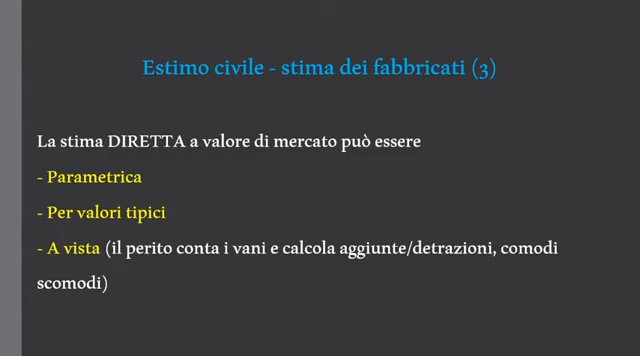 Estimo civile - stima dei fabbricati (3)
La stima DIRETTA a valore di mercato può essere
- Parametrica
- Per valori tipici
- A vista (il perito conta i vani e calcola aggiunte/detrazioni, comodi
scomodi)